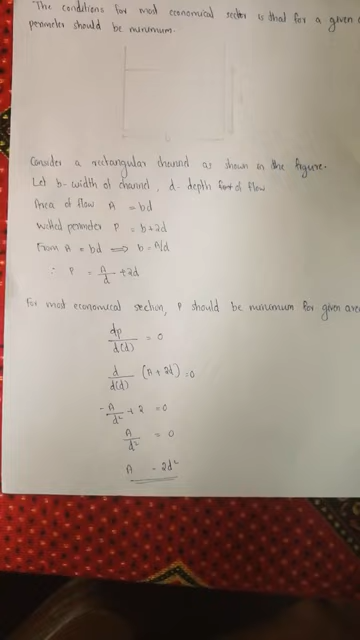 The conditions for most economical section is that for a given
perimeter should be minimum.
Consider a rectangular channel as shown in the figure.
Let b- width of channel, d- depth of flow
Area of flow A = bd
Wetted perimeter P = b+2d
From A = bd ⟹ b = A/d
∴ P = A/d + 2d
For most economical section, P should be minimum for given area
dp/d(d) = 0
d/d(d) (A + 2d) = 0
-A/d² + 2 = 0
A/d² = 0
A - 2d²